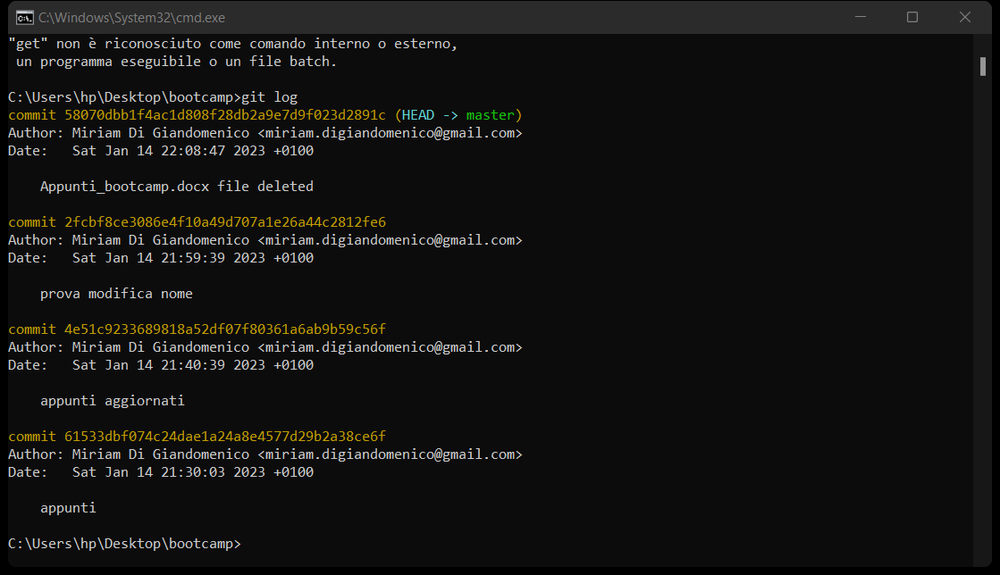 C:\Windows\System32\cmd.exe
"get" non è riconosciuto come comando interno o esterno,
 un programma eseguibile o un file batch.
C:\Users\hp\Desktop\bootcamp>git log
commit 58070dbb1f4ac1d808f28db2a9e7d9f023d2891c (HEAD -> master)
Author: Miriam Di Giandomenico <miriam.digiandomenico@gmail.com>
Date:   Sat Jan 14 22:08:47 2023 +0100
    Appunti_bootcamp.docx file deleted
commit 2fcbf8ce3086e4f10a49d707a1e26a44c2812fe6
Author: Miriam Di Giandomenico <miriam.digiandomenico@gmail.com>
Date:   Sat Jan 14 21:59:39 2023 +0100
    prova modifica nome
commit 4e51c9233689818a52df07f80361a6ab9b59c56f
Author: Miriam Di Giandomenico <miriam.digiandomenico@gmail.com>
Date:   Sat Jan 14 21:40:39 2023 +0100
    appunti aggiornati
commit 61533dbf074c24dae1a24a8e4577d29b2a38ce6f
Author: Miriam Di Giandomenico <miriam.digiandomenico@gmail.com>
Date:   Sat Jan 14 21:30:03 2023 +0100
    appunti
C:\Users\hp\Desktop\bootcamp>